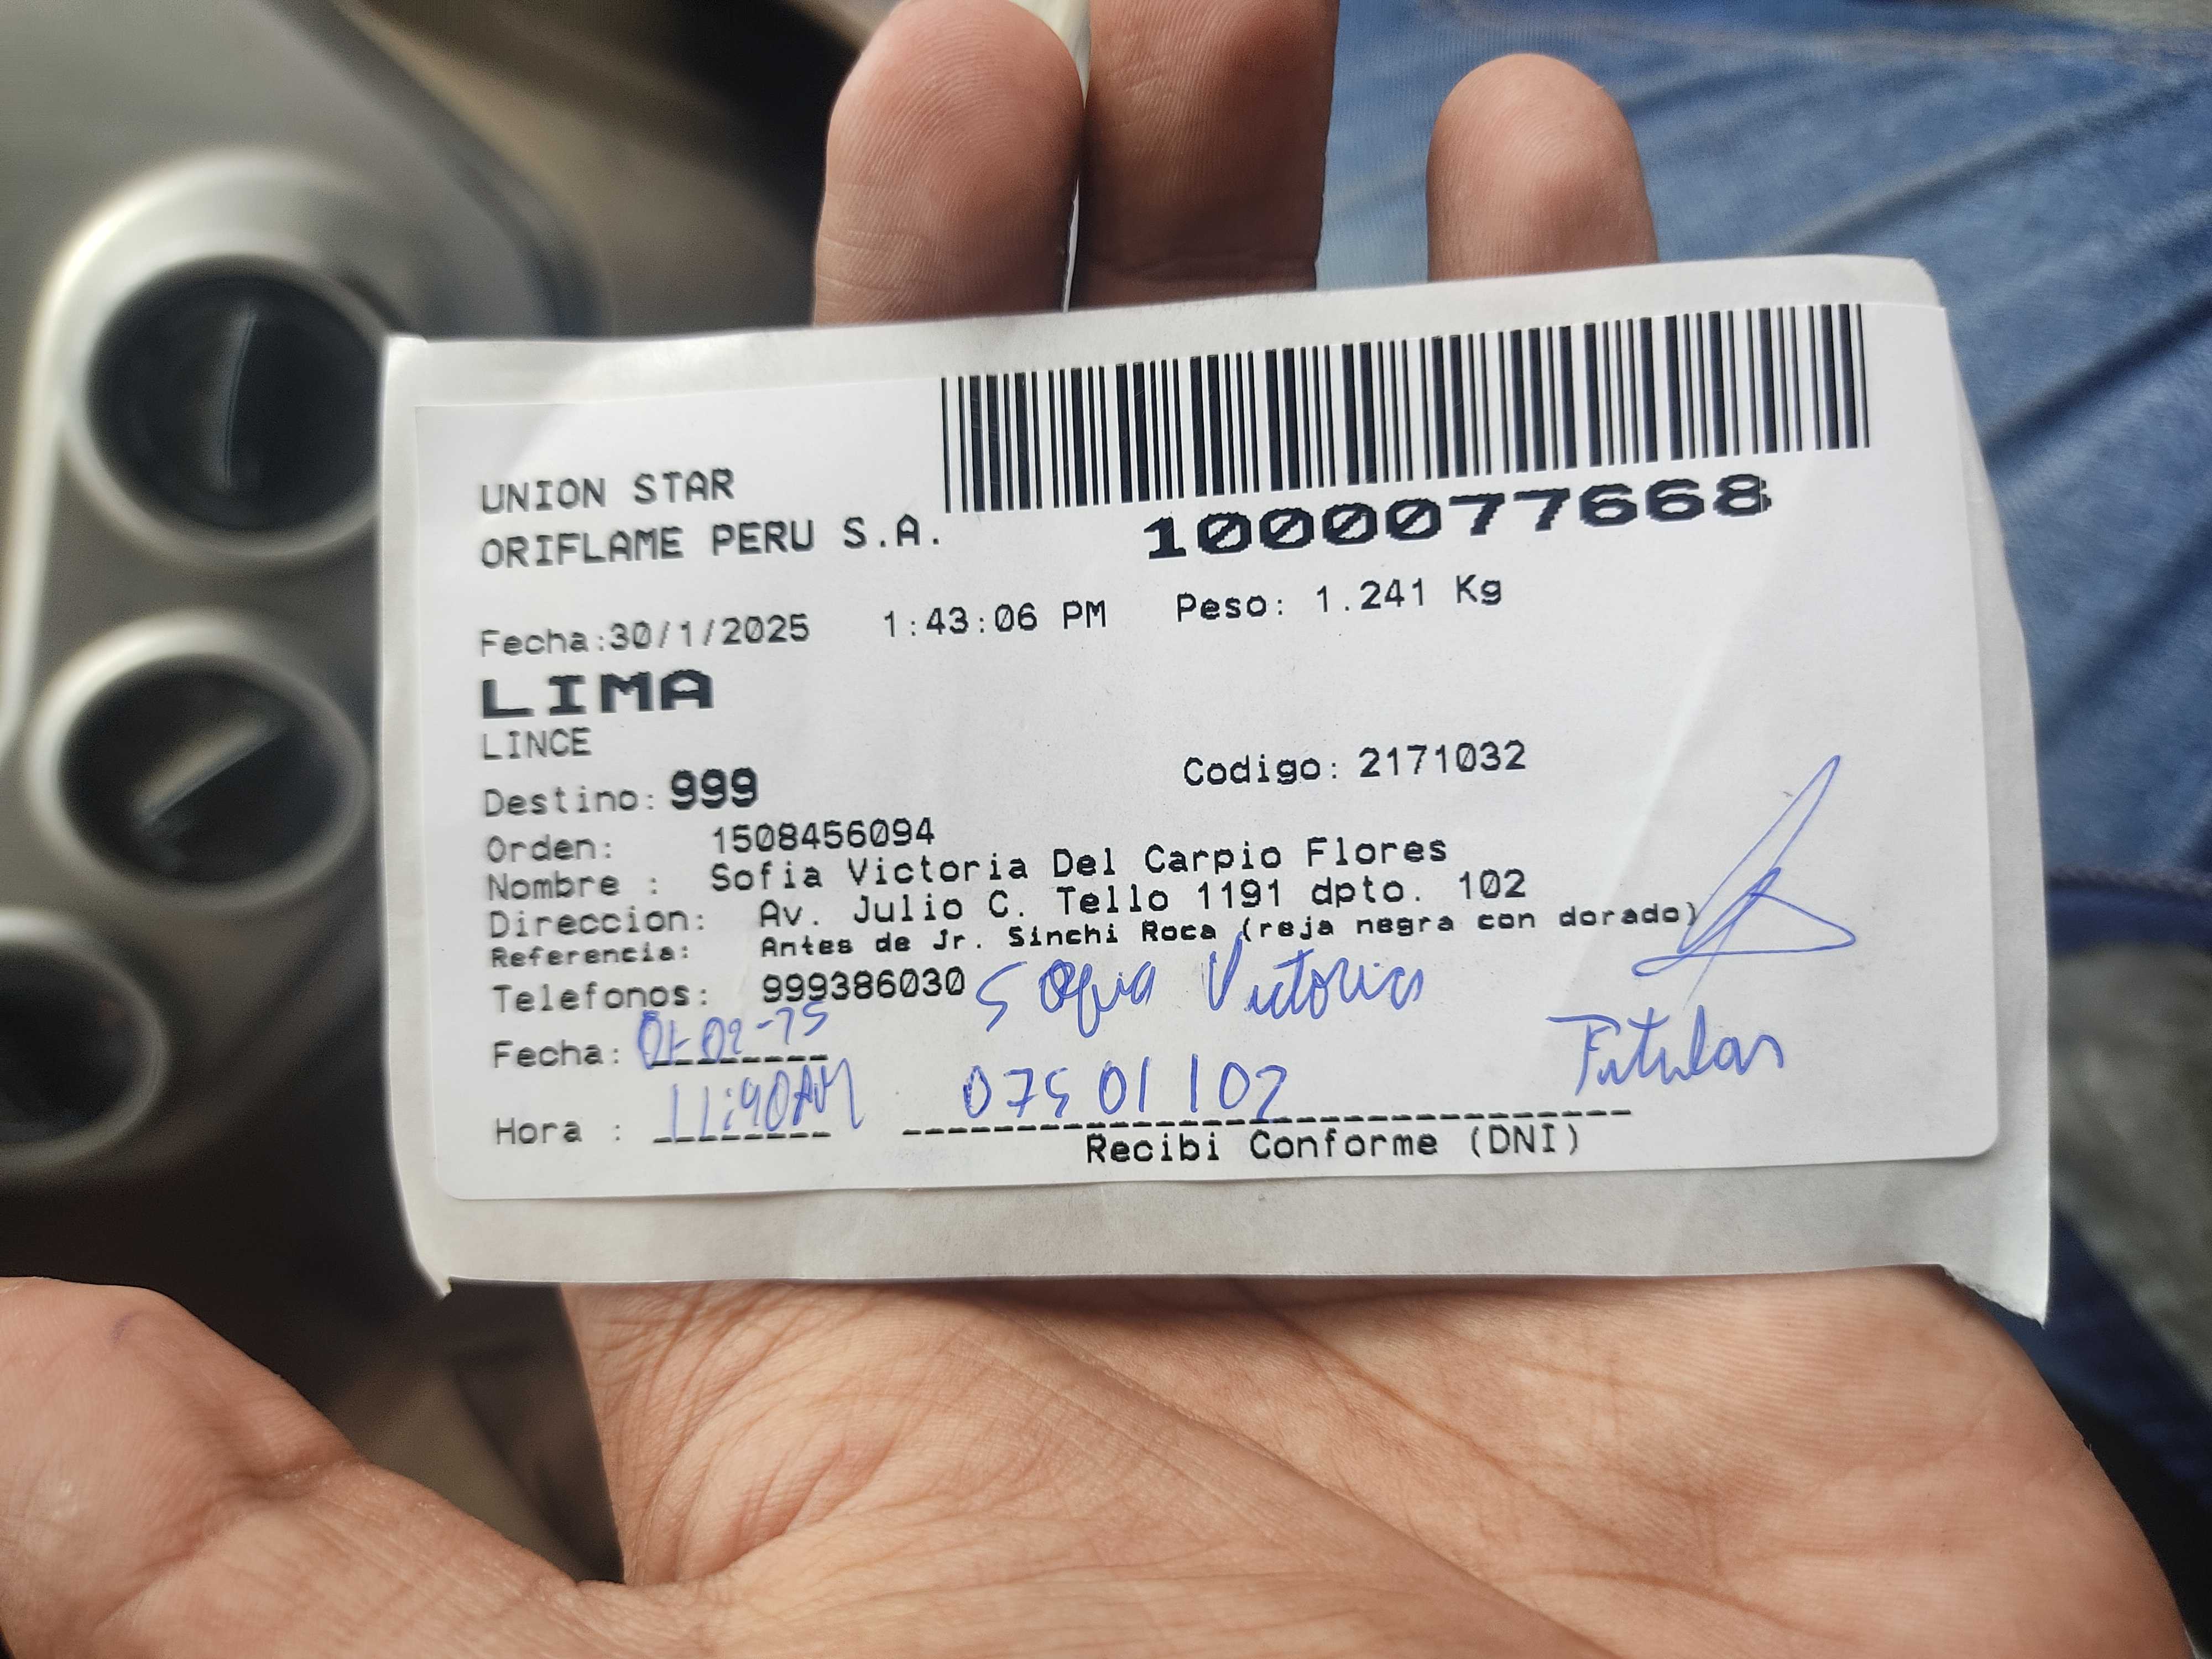 UNION STAR
ORIFLAME PERU S.A.
1000077668
Fecha:30/1/2025 1:43:06 PM Peso: 1.241 Kg
LIMA
LINCE
Destino: 999 Codigo: 2171032
Orden: 1508456094
Nombre : Sofia Victoria Del Carpio Flores
Direccion: Av. Julio C. Tello 1191 dpto. 102
Referencia: Antes de Jr. Sinchi Roca (reja negra con dorado)
Telefonos: 999386030 Sofia Victoria
Fecha: Titular
Hora : 11:40AM 07501102
Recibi Conforme (DNI)